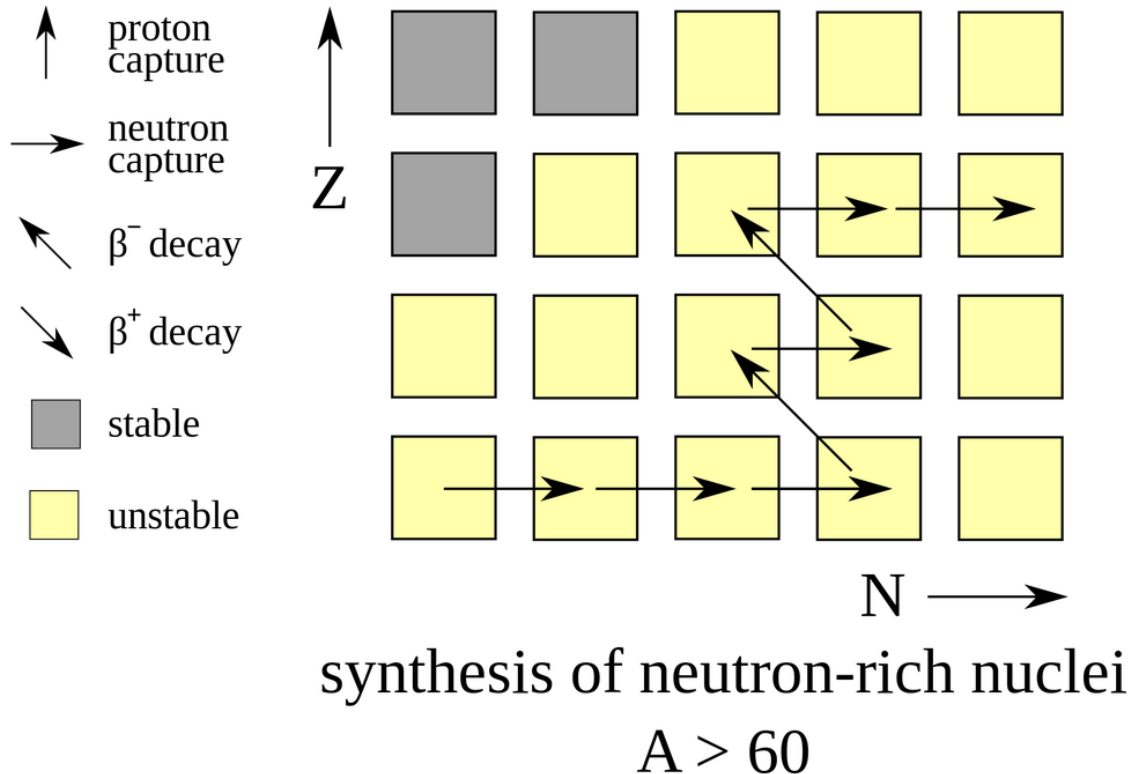 proton
capture
neutron
capture
β⁻ decay
β⁺ decay
stable
unstable
Z
N
synthesis of neutron-rich nuclei
A > 60